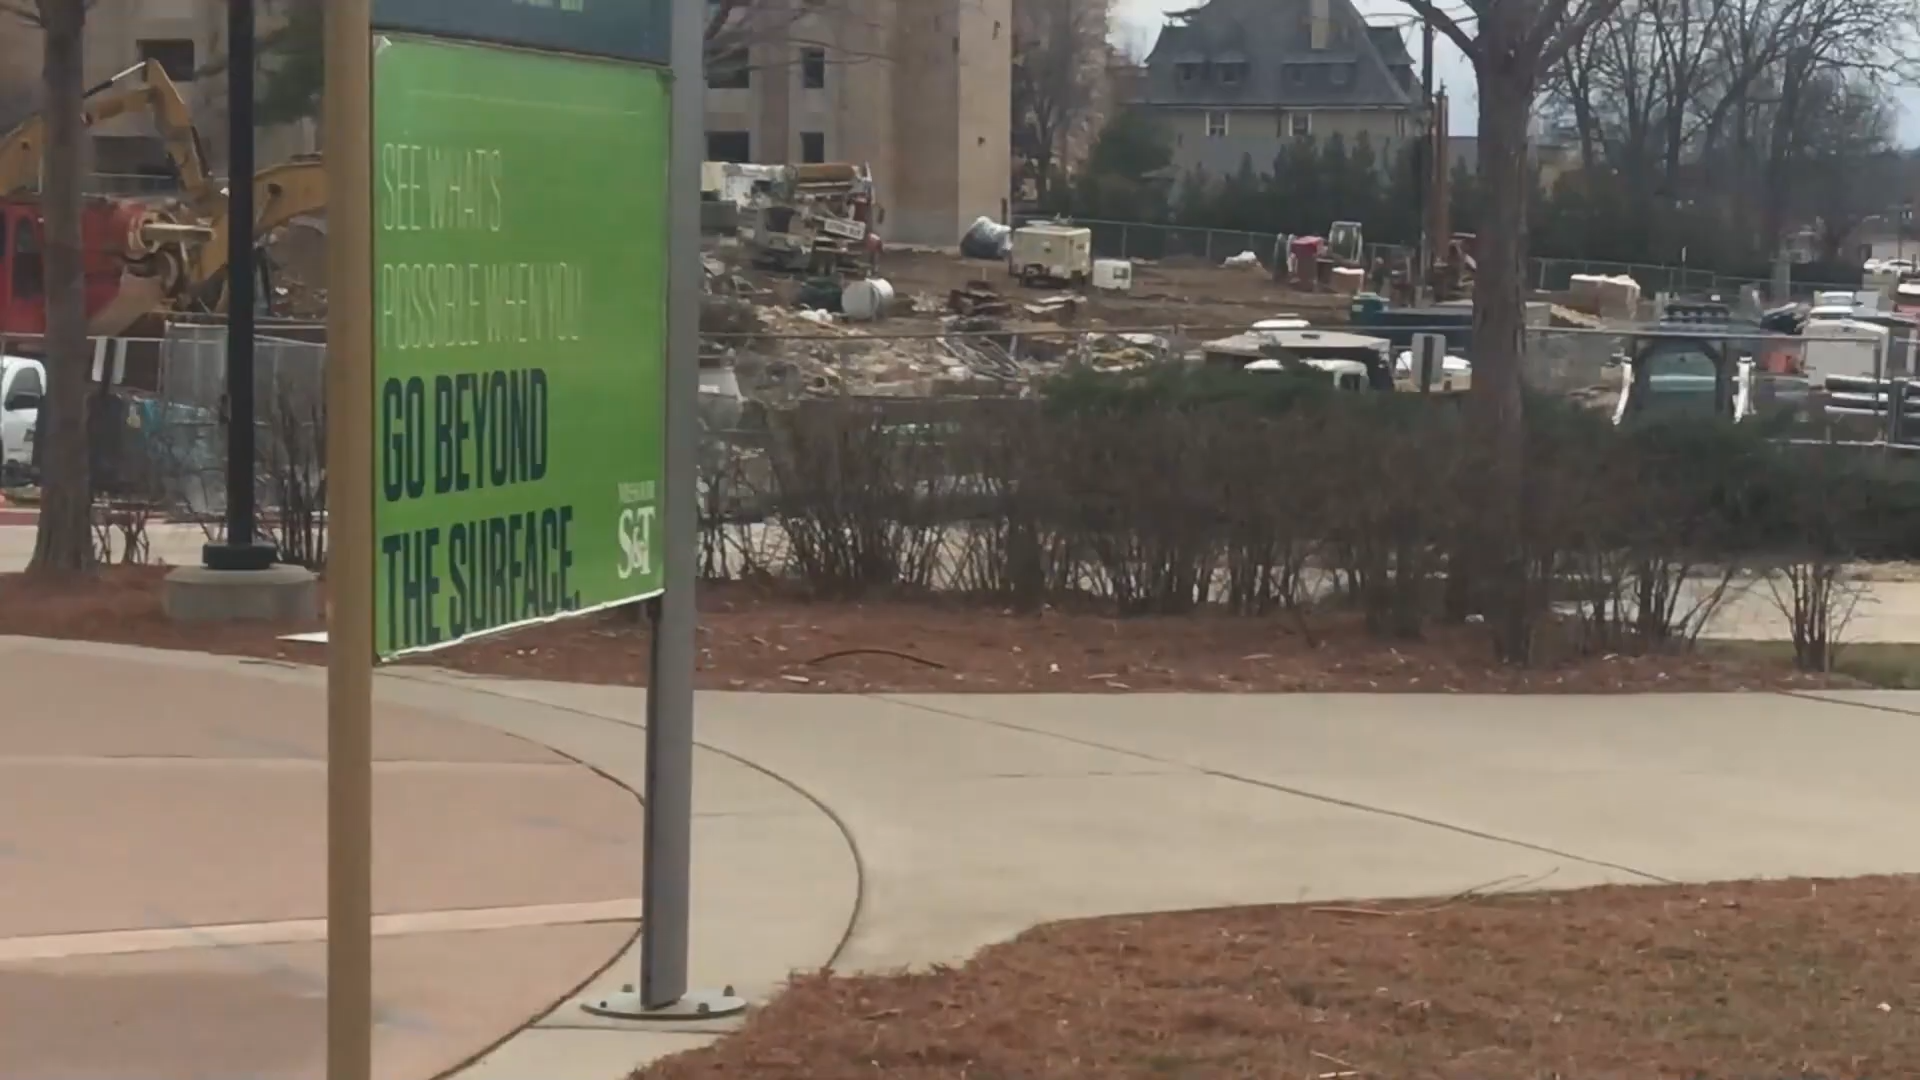 SEE WHAT'S
POSSIBLE WHEN YOU
GO BEYOND
THE SURFACE.
S&T